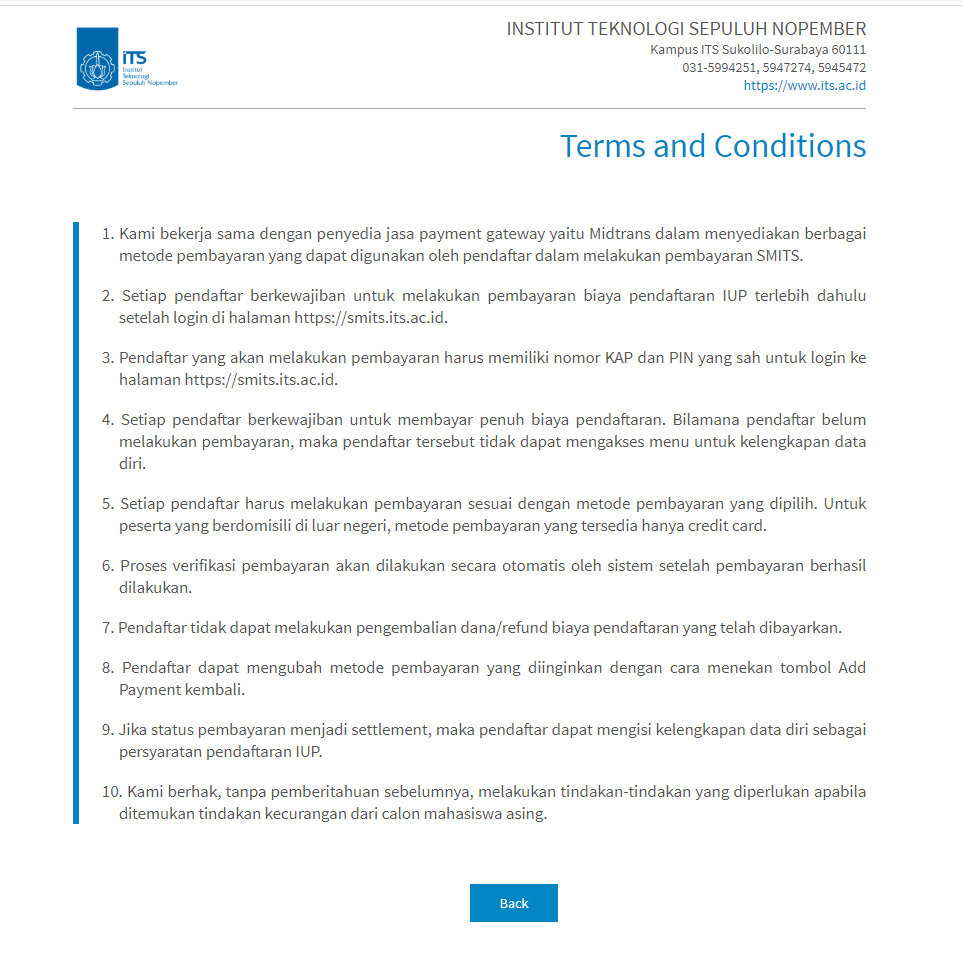 ITS
Institut
Teknologi
Sepuluh Nopember
INSTITUT TEKNOLOGI SEPULUH NOPEMBER
Kampus ITS Sukolilo-Surabaya 60111
031-5994251, 5947274, 5945472
https://www.its.ac.id
Terms and Conditions
1. Kami bekerja sama dengan penyedia jasa payment gateway yaitu Midtrans dalam menyediakan berbagai
metode pembayaran yang dapat digunakan oleh pendaftar dalam melakukan pembayaran SMITS.
2. Setiap pendaftar berkewajiban untuk melakukan pembayaran biaya pendaftaran IUP terlebih dahulu
setelah login di halaman https://smits.its.ac.id.
3. Pendaftar yang akan melakukan pembayaran harus memiliki nomor KAP dan PIN yang sah untuk login ke
halaman https://smits.its.ac.id.
4. Setiap pendaftar berkewajiban untuk membayar penuh biaya pendaftaran. Bilamana pendaftar belum
melakukan pembayaran, maka pendaftar tersebut tidak dapat mengakses menu untuk kelengkapan data
diri.
5. Setiap pendaftar harus melakukan pembayaran sesuai dengan metode pembayaran yang dipilih. Untuk
peserta yang berdomisili di luar negeri, metode pembayaran yang tersedia hanya credit card.
6. Proses verifikasi pembayaran akan dilakukan secara otomatis oleh sistem setelah pembayaran berhasil
dilakukan.
7. Pendaftar tidak dapat melakukan pengembalian dana/refund biaya pendaftaran yang telah dibayarkan.
8. Pendaftar dapat mengubah metode pembayaran yang diinginkan dengan cara menekan tombol Add
Payment kembali.
9. Jika status pembayaran menjadi settlement, maka pendaftar dapat mengisi kelengkapan data diri sebagai
persyaratan pendaftaran IUP.
10. Kami berhak, tanpa pemberitahuan sebelumnya, melakukan tindakan-tindakan yang diperlukan apabila
ditemukan tindakan kecurangan dari calon mahasiswa asing.
Back